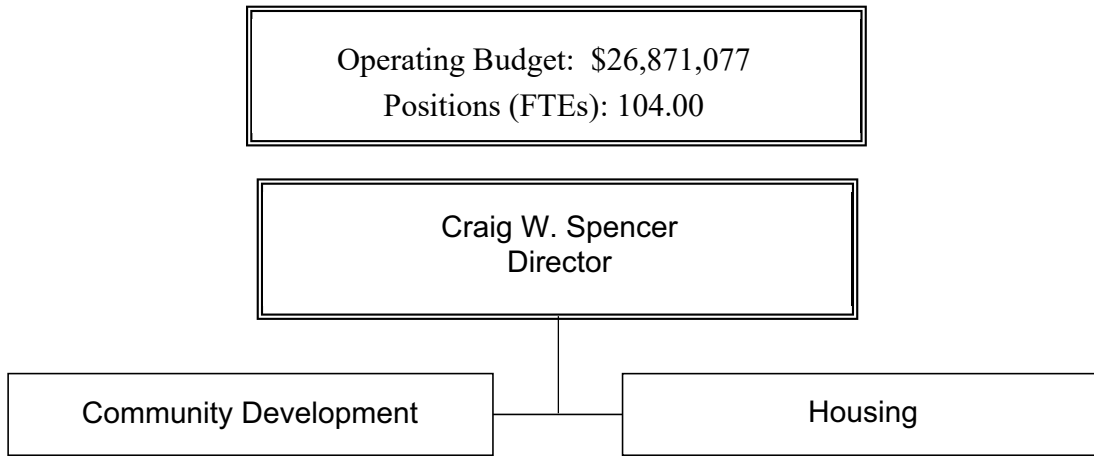 Operating Budget: $26,871,077
Positions (FTEs): 104.00
Craig W. Spencer
Director
Community Development
Housing